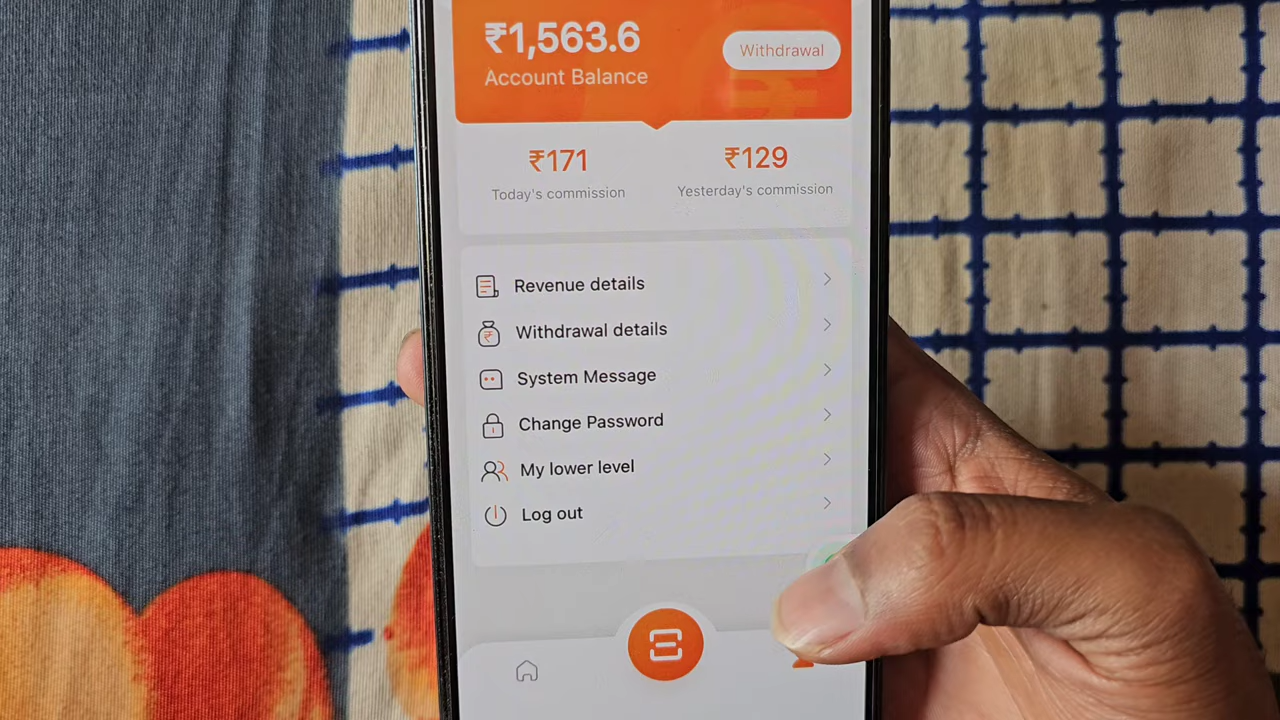 ₹1,563.6
Account Balance
Withdrawal
₹171
₹129
Today's commission
Yesterday's commission
Revenue details
Withdrawal details
System Message
Change Password
My lower level
Log out